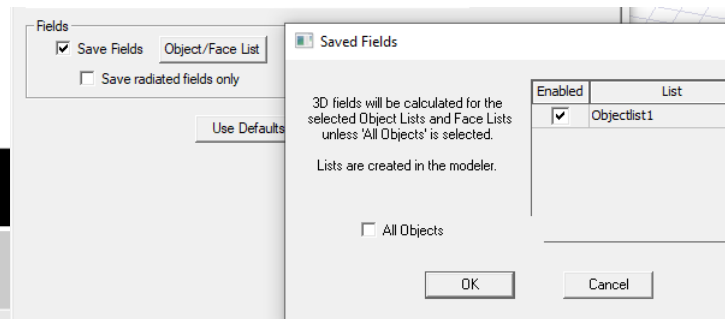 Fields
Save Fields
Object/Face List
Save radiated fields only
Use Defaults
Saved Fields
3D fields will be calculated for the
selected Object Lists and Face Lists
unless 'All Objects' is selected.
Lists are created in the modeler.
All Objects
Enabled
List
Objectlist1
OK
Cancel